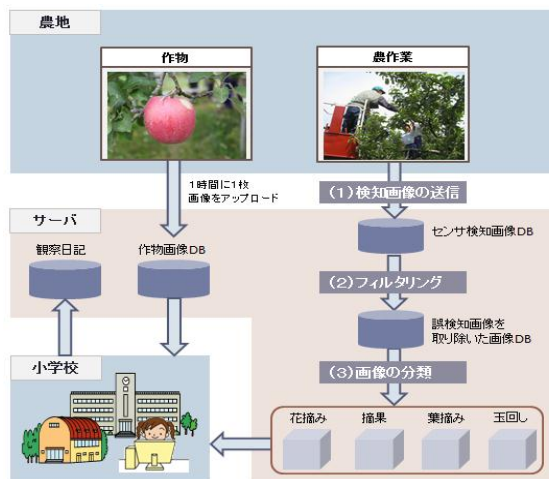 農地
作物
農作業
1時間に1枚
画像をアップロード
(1)検知画像の送信
サーバ
観察日記
作物画像DB
センサ検知画像DB
(2)フィルタリング
誤検知画像を
取り除いた画像DB
(3)画像の分類
小学校
花摘み
摘果
葉摘み
玉回し